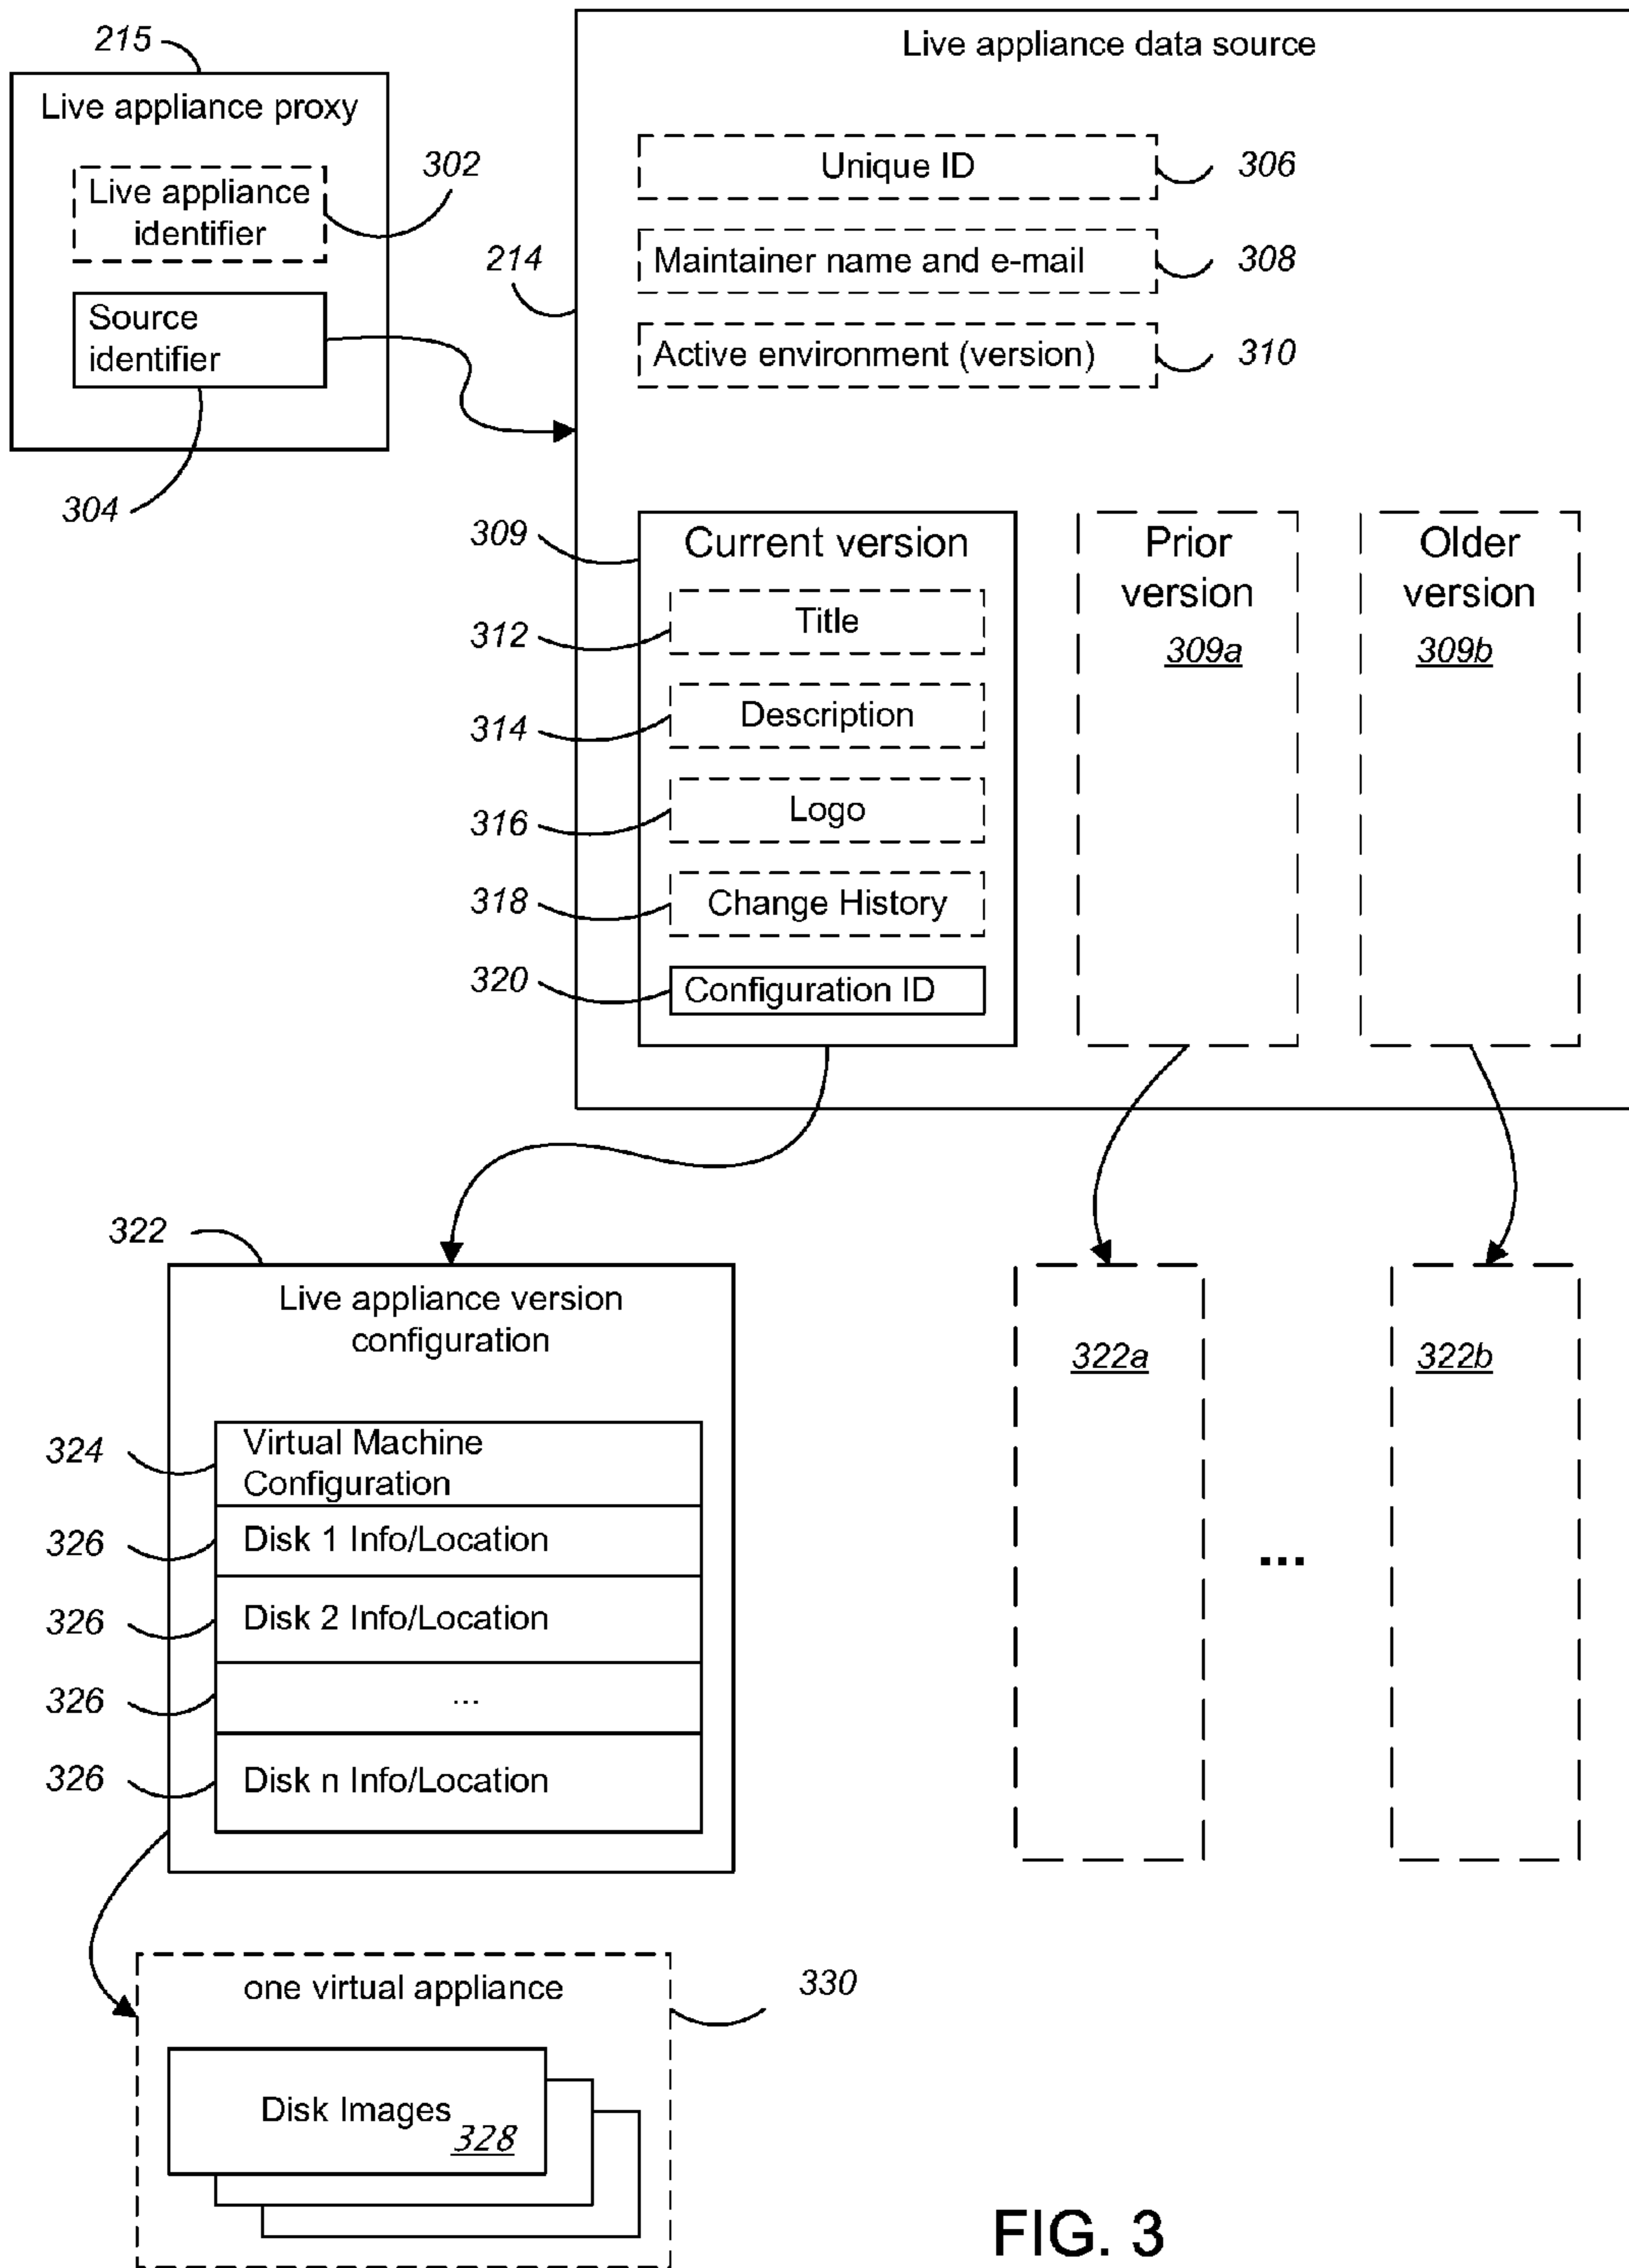 215
Live appliance proxy
Live appliance
identifier
302
Source
identifier
304
Live appliance data source
214
Unique ID
306
Maintainer name and e-mail
308
Active environment (version)
310
309
Current version
312
Title
314
Description
316
Logo
318
Change History
320
Configuration ID
Prior
version
309a
Older
version
309b
322
Live appliance version
configuration
324
Virtual Machine
Configuration
326
Disk 1 Info/Location
326
Disk 2 Info/Location
326
...
326
Disk n Info/Location
322a
...
322b
one virtual appliance
330
Disk Images
328
FIG. 3